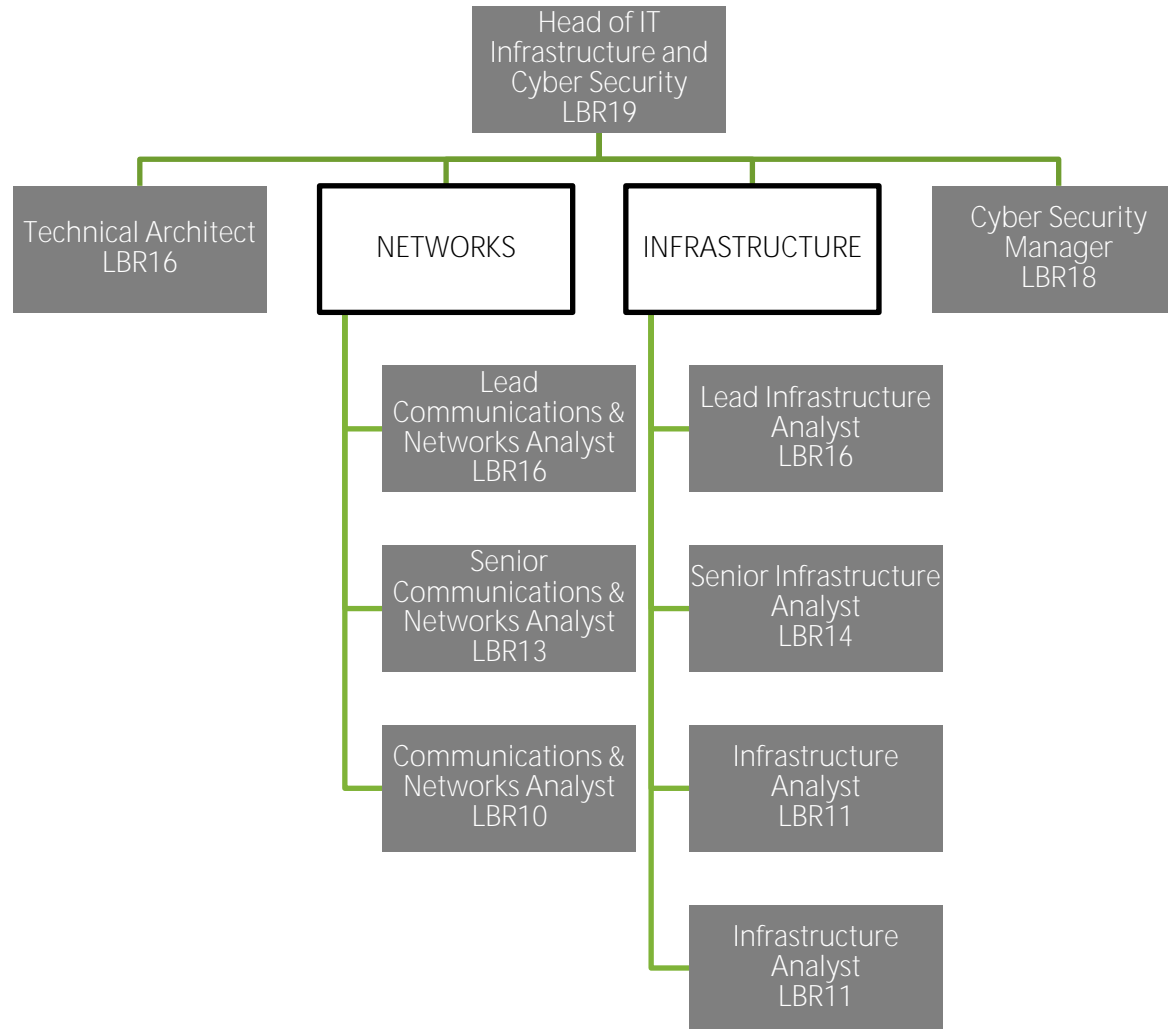 Head of IT
Infrastructure and
Cyber Security
LBR19
Technical Architect
LBR16
NETWORKS
INFRASTRUCTURE
Cyber Security
Manager
LBR18
Lead
Communications &
Networks Analyst
LBR16
Lead Infrastructure
Analyst
LBR16
Senior
Communications &
Networks Analyst
LBR13
Senior Infrastructure
Analyst
LBR14
Communications &
Networks Analyst
LBR10
Infrastructure
Analyst
LBR11
Infrastructure
Analyst
LBR11